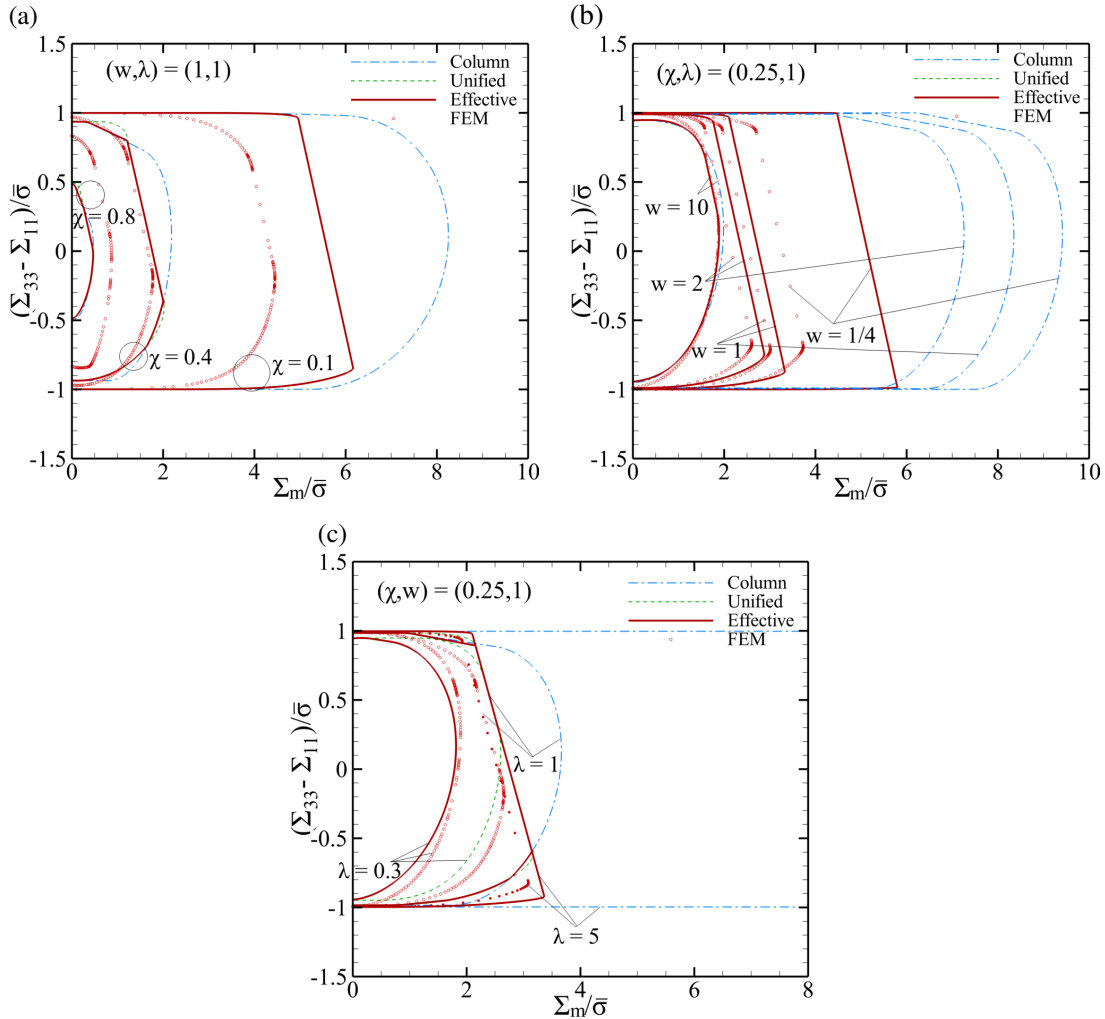 (a)
(w,λ) = (1,1)
Column
Unified
Effective
FEM
χ = 0.8
χ = 0.4
χ = 0.1
1.5
1
0.5
0
-0.5
-1
-1.5
0 2 4 6 8 10
(Σ33- Σ11)/σ̄
Σm/σ̄
(b)
(χ,λ) = (0.25,1)
Column
Unified
Effective
FEM
w = 10
w = 2
w = 1
w = 1/4
1.5
1
0.5
0
-0.5
-1
-1.5
0 2 4 6 8 10
(Σ33- Σ11)/σ̄
Σm/σ̄
(c)
(χ,w) = (0.25,1)
Column
Unified
Effective
FEM
λ = 1
λ = 0.3
λ = 5
1.5
1
0.5
0
-0.5
-1
-1.5
0 2 4 6 8
(Σ33- Σ11)/σ̄
Σm/σ̄